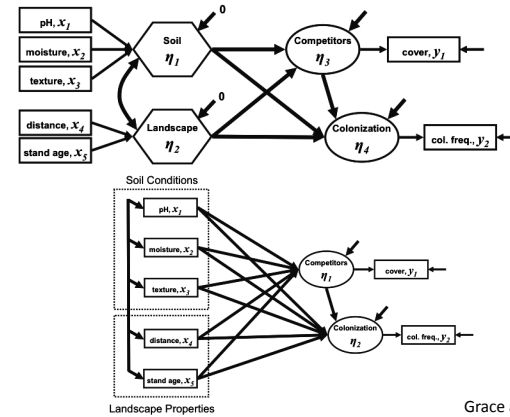 0
pH, x1
Soil
Competitors
moisture, x2
η1
η3
cover, y1
texture, x3
0
distance, x4
Landscape
Colonization
col. freq., y2
stand age, x5
η2
η4
Soil Conditions
pH, x1
moisture, x2
Competitors
η1
cover, y1
texture, x3
Colonization
distance, x4
η2
col. freq., y2
stand age, x5
Landscape Properties
Grace